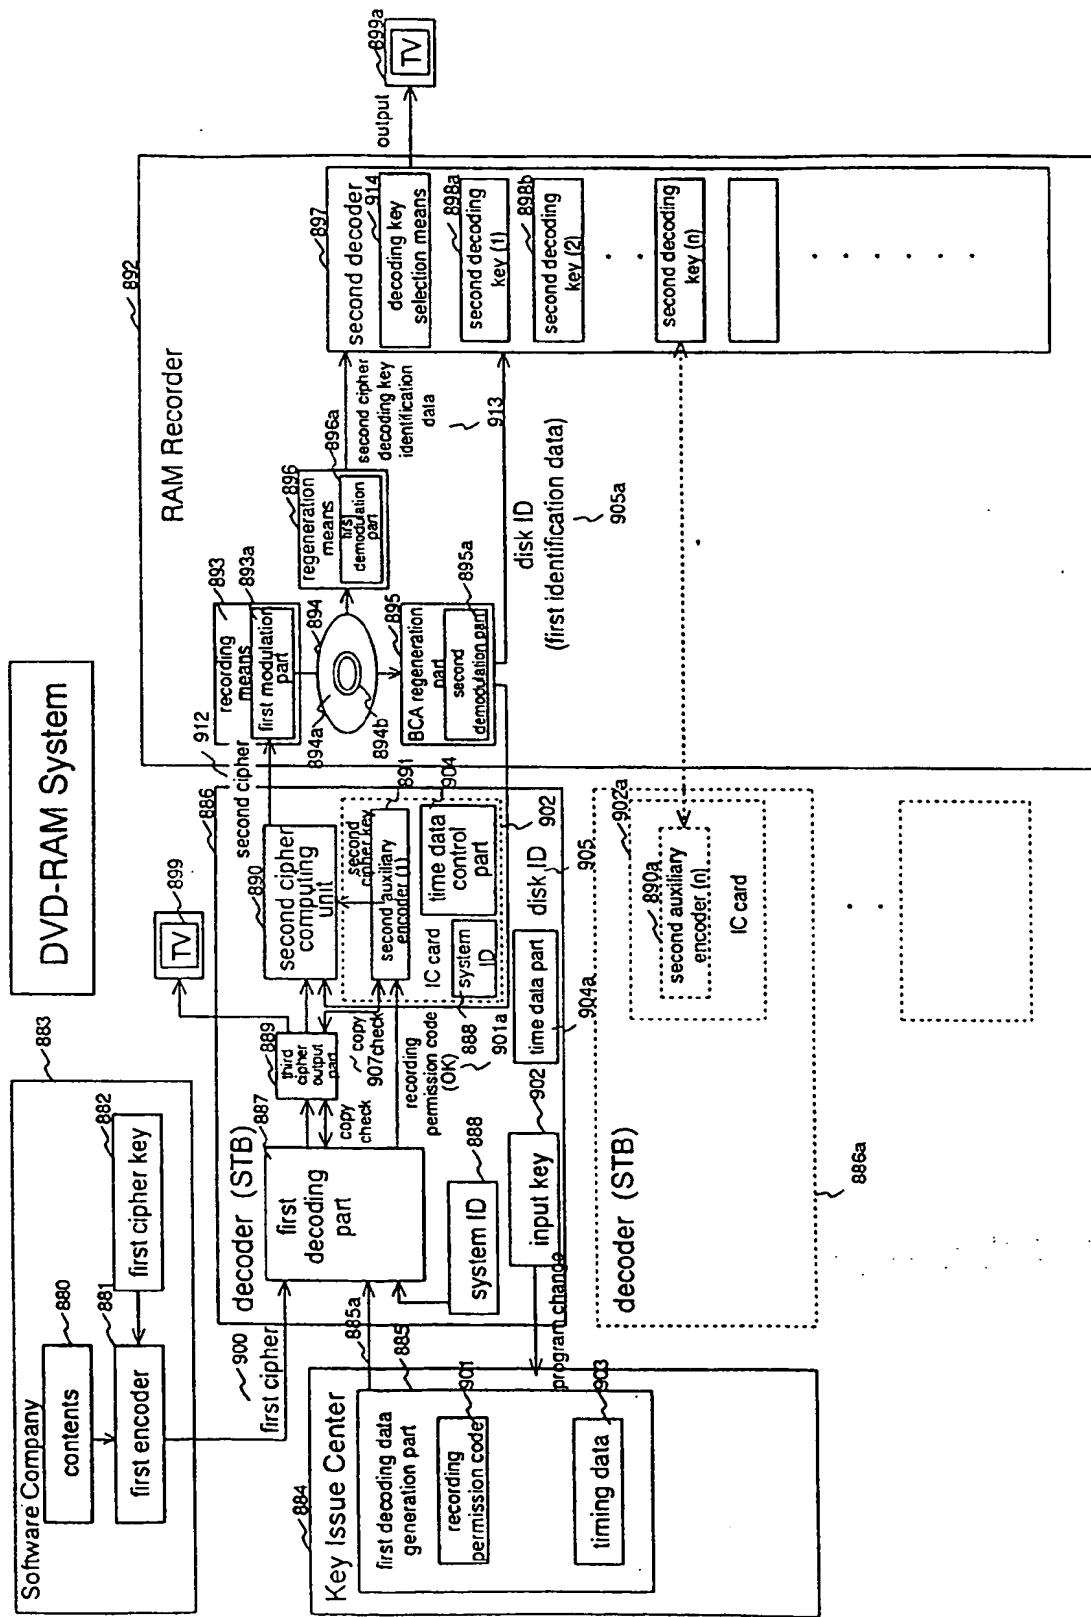 DVD-RAM System
Software Company
883
contents
880
881
first encoder
first cipher key
882
900
first cipher
Key Issue Center
884
first decoding data
generation part
885
885a
recording
permission code
901
timing data
903
program change
decoder (STB)
886
first
decoding
part
887
system ID
888
input key
902
copy
check
third
cipher
output
part
889
TV
899
second cipher
computing
unit
890
second cipher
912
copy
907 check
recording
permission code
(OK)
901a
second cipher key
second auxiliary
encoder (1)
891
IC card
system
ID
888
time data
control
part
904
902
time data part
904a
disk ID
905
decoder (STB)
886a
902a
890a
second auxiliary
encoder (n)
IC card
RAM Recorder
892
recording
means
893
first modulation
part
893a
894
894a
894b
regeneration
means
896
first
demodulation
part
896a
BCA regeneration
part
895
second
demodulation part
895a
second cipher
decoding key
identification
data
913
disk ID
(first identification data)
905a
second decoder
897
decoding key
selection means
914
second decoding
key (1)
898a
second decoding
key (2)
898b
second decoding
key (n)
output
TV
899a